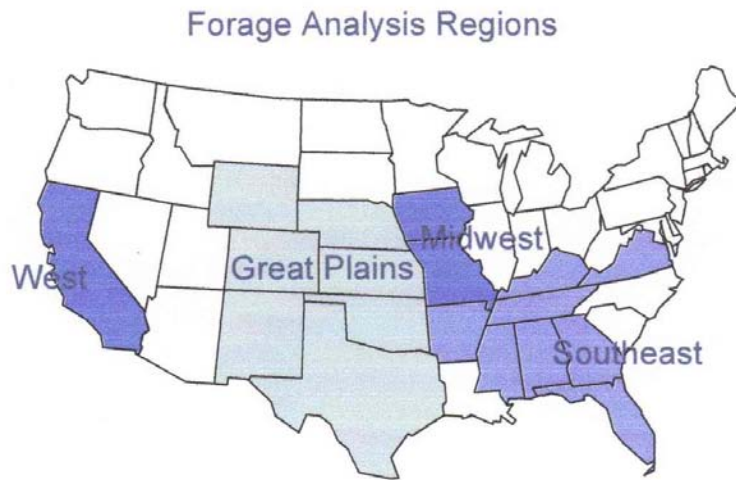 Forage Analysis Regions
Midwest
West
Great Plains
Southeast